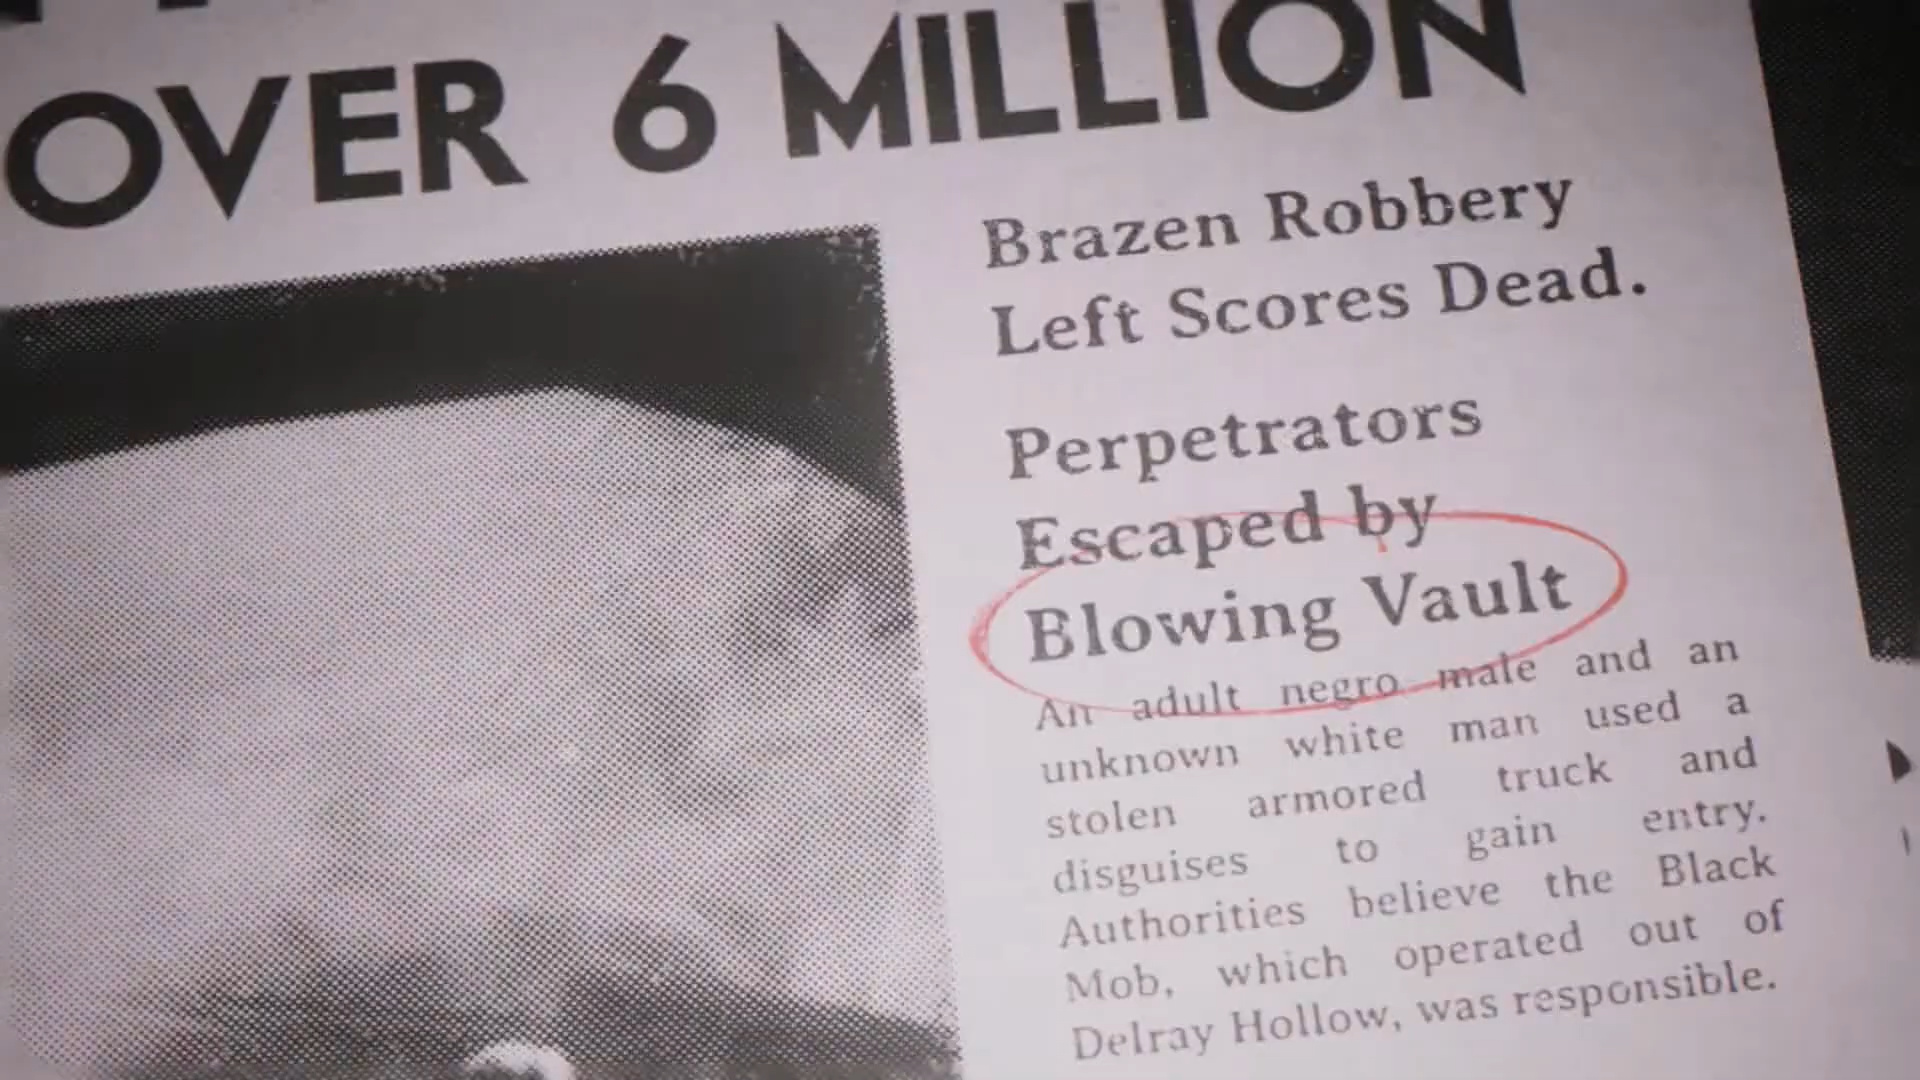 OVER 6 MILLION
Brazen Robbery
Left Scores Dead.
Perpetrators
Escaped by
Blowing Vault
An adult negro male and an
unknown white man used a
stolen armored truck and
disguises to gain entry.
Authorities believe the Black
Mob, which operated out of
Delray Hollow, was responsible.